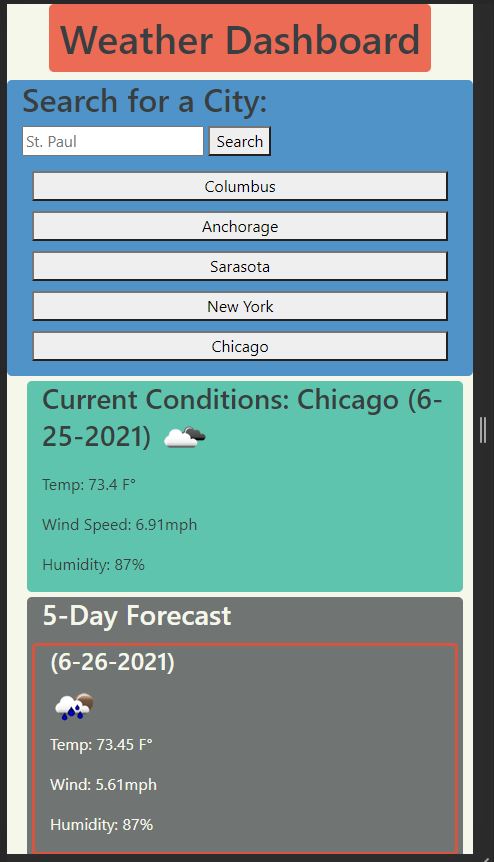 Weather Dashboard
Search for a City:
St. Paul
Search
Columbus
Anchorage
Sarasota
New York
Chicago
Current Conditions: Chicago (6-
25-2021)
Temp: 73.4 F°
Wind Speed: 6.91mph
Humidity: 87%
5-Day Forecast
(6-26-2021)
Temp: 73.45 F°
Wind: 5.61mph
Humidity: 87%